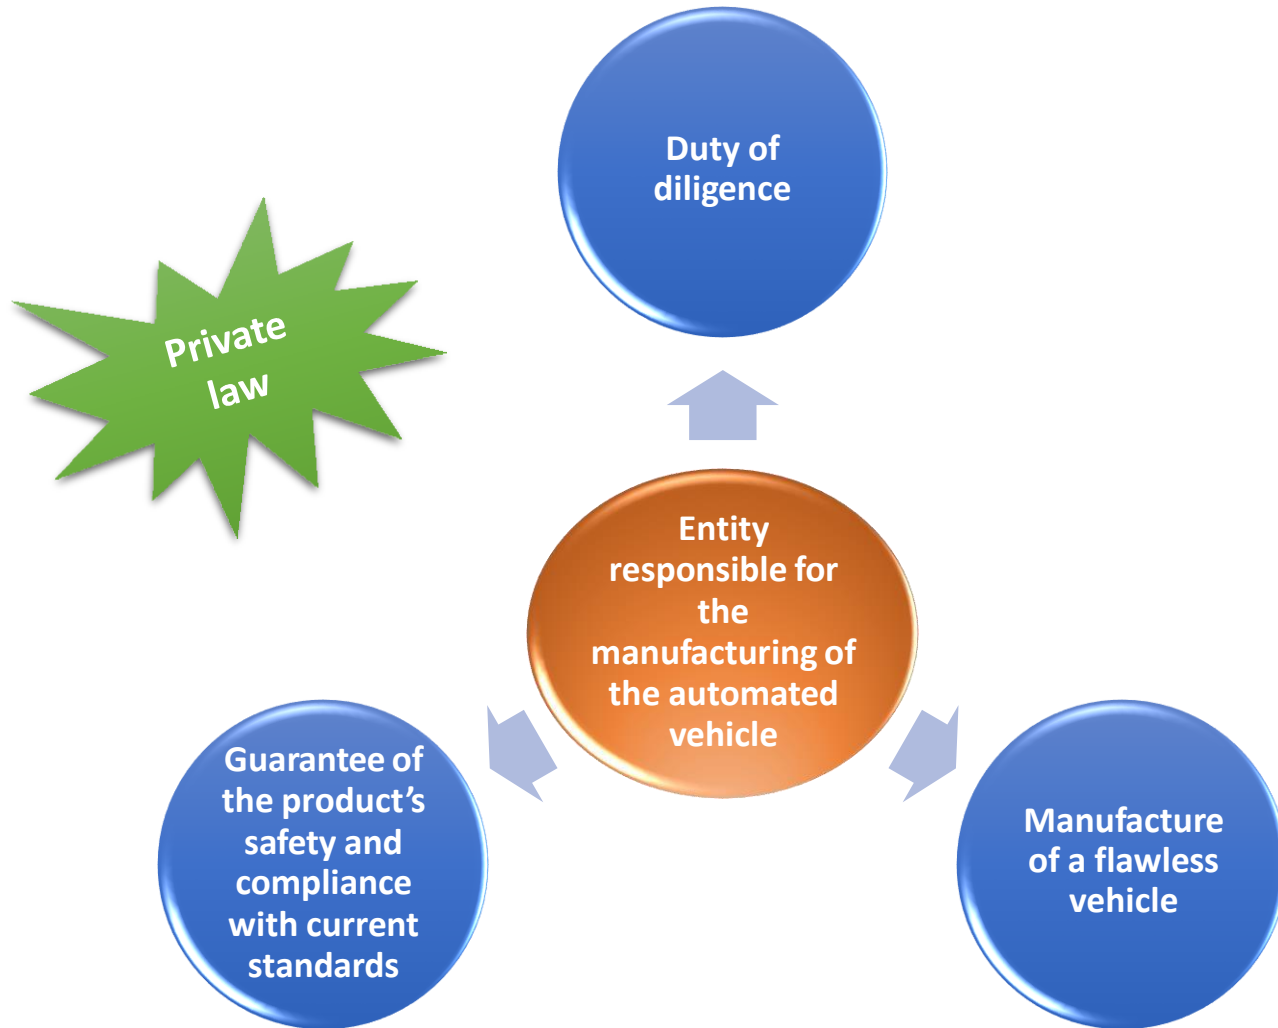 Duty of
diligence
Private
law
Entity
responsible for
the
manufacturing of
the automated
vehicle
Guarantee of
the product’s
safety and
compliance
with current
standards
Manufacture
of a flawless
vehicle